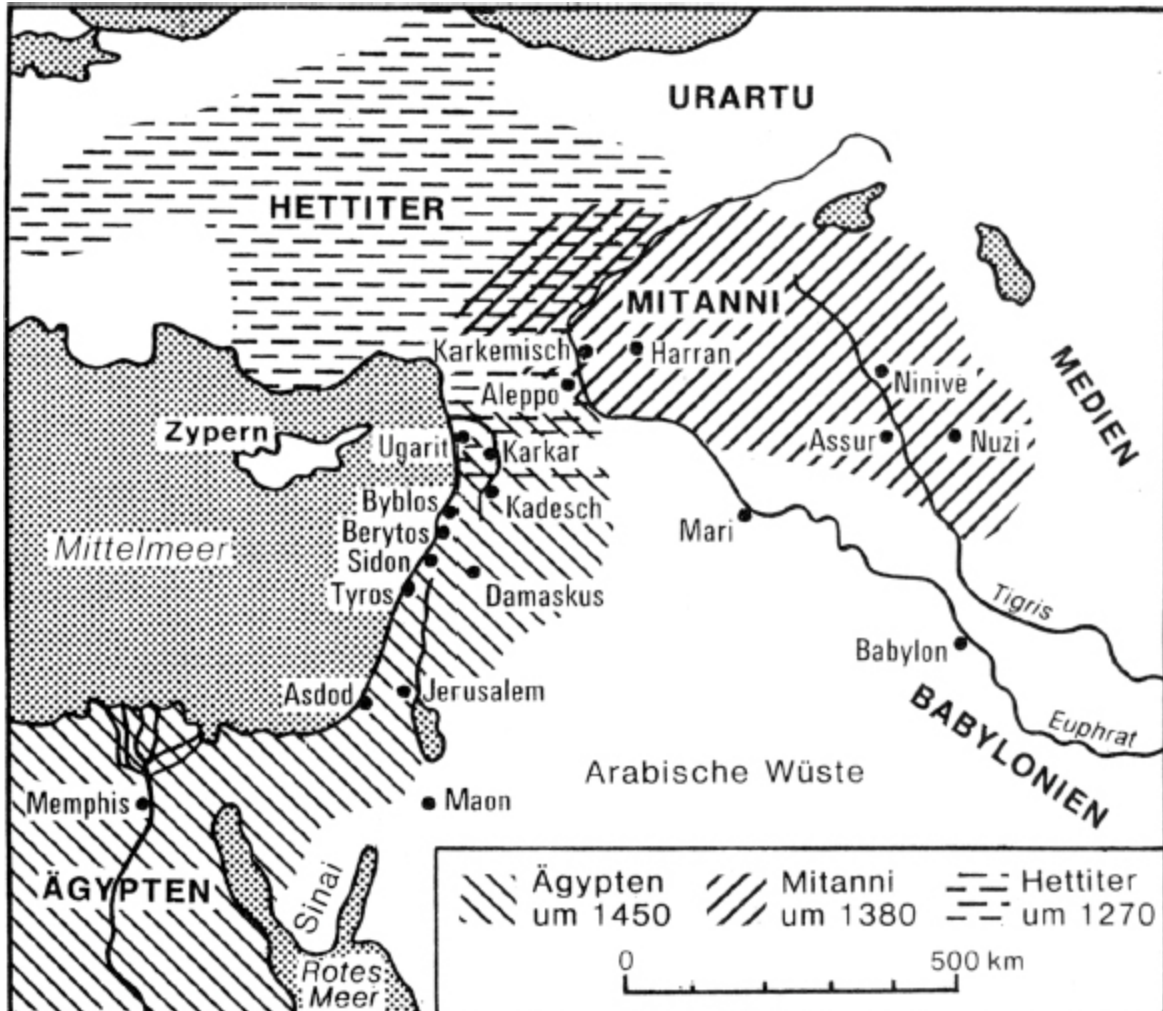 URARTU
HETTITER
MITANNI
Karkemisch
Harran
MEDIEN
Ninive
Aleppo
Zypern
Ugarit
Karkar
Assur
Nuzi
Byblos
Kadesch
Mari
Berytos
Mittelmeer
Sidon
Damaskus
Tyros
Tigris
Babylon
Jerusalem
Asdod
BABYLONIEN
Euphrat
Arabische Wüste
Memphis
Maon
ÄGYPTEN
Sinai
Rotes
Meer
Ägypten
um 1450
Mitanni
um 1380
Hettiter
um 1270
0 500 km